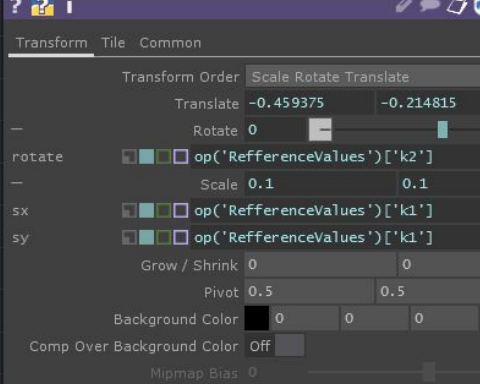 Transform Tile Common
Transform Order Scale Rotate Translate
Translate -0.459375 -0.214815
Rotate 0
rotate op('RefferenceValues')['k2']
Scale 0.1 0.1
sx op('RefferenceValues')['k1']
sy op('RefferenceValues')['k1']
Grow / Shrink 0 0
Pivot 0.5 0.5
Background Color 0 0 0
Comp Over Background Color Off
Mipmap Bias 0